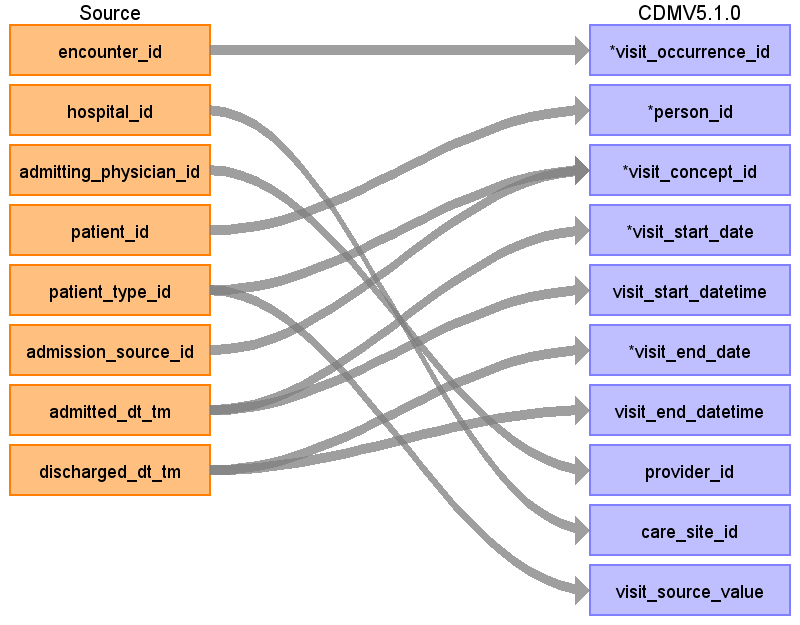 Source
CDMV5.1.0
encounter_id
*visit_occurrence_id
hospital_id
*person_id
admitting_physician_id
*visit_concept_id
patient_id
*visit_start_date
patient_type_id
visit_start_datetime
admission_source_id
*visit_end_date
admitted_dt_tm
visit_end_datetime
discharged_dt_tm
provider_id
care_site_id
visit_source_value